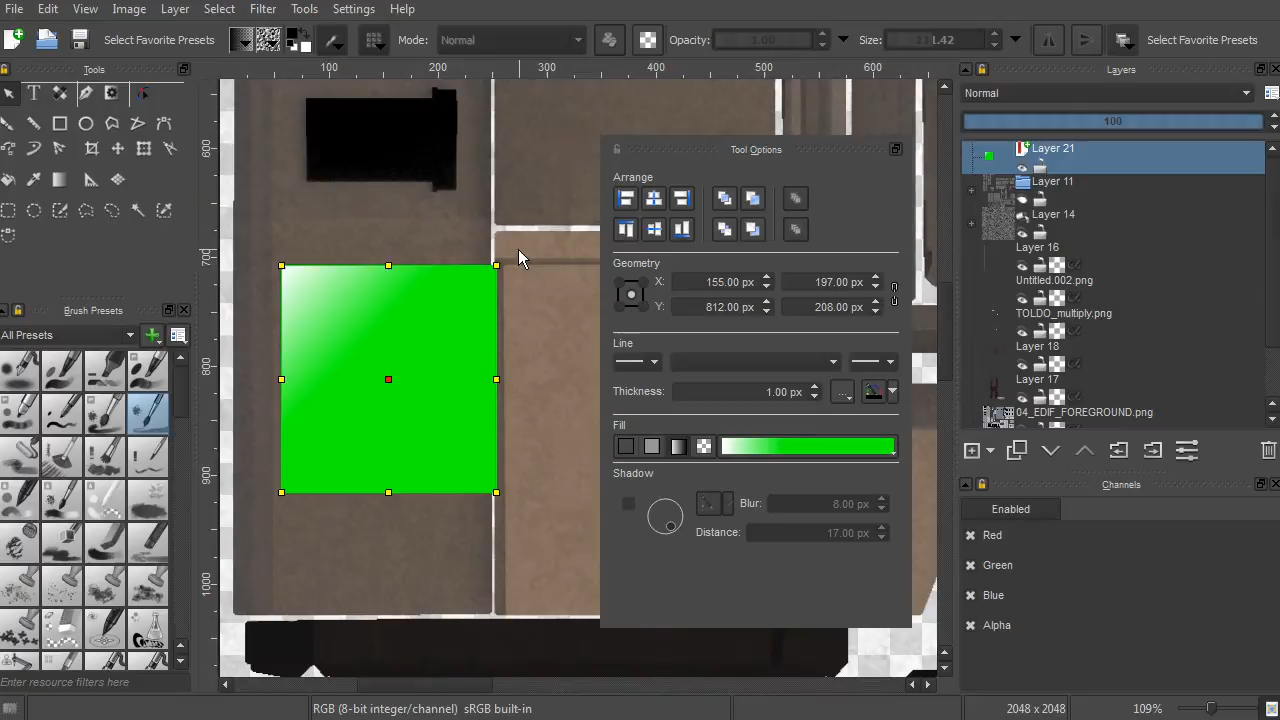 File Edit View Image Layer Select Filter Tools Settings Help
Select Favorite Presets Mode: Normal Opacity: 1.00 Size: Select Favorite Presets
Tools
100 200 300 400 500 600
Layers
Normal
100
Layer 21
Layer 11
Layer 14
Layer 16
Untitled.002.png
TOLDO_multiply.png
Layer 18
Layer 17
04_EDIF_FOREGROUND.png
600
700
800
900
1000
Tool Options
Arrange
Geometry
X: 155.00 px 197.00 px
Y: 812.00 px 208.00 px
Line
Thickness: 1.00 px ...
Fill
Shadow
Blur: 8.00 px
Distance: 17.00 px
Brush Presets
All Presets
Enter resource filters here
Channels
Enabled
Red
Green
Blue
Alpha
RGB (8-bit integer/channel) sRGB built-in 2048 x 2048 109%